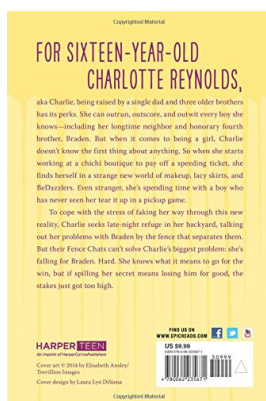 Copyrighted Material
FOR SIXTEEN-YEAR-OLD
CHARLOTTE REYNOLDS,
aka Charlie, being raised by a single dad and three older brothers
has its perks. She can outrun, outscore, and outwit every boy she
knows—including her longtime neighbor and honorary fourth
brother, Braden. But when it comes to being a girl, Charlie
doesn't know the first thing about anything. So when she starts
working at a chichi boutique to pay off a speeding ticket, she
finds herself in a strange new world of makeup, lacy skirts, and
BeDazzlers. Even stranger, she's spending time with a boy who
has never seen her tear it up in a pickup game.
To cope with the stress of faking her way through this new
reality, Charlie seeks late-night refuge in her backyard, talking
out her problems with Braden by the fence that separates them.
But their Fence Chats can't solve Charlie's biggest problem: she's
falling for Braden. Hard. She knows what it means to go for the
win, but if spilling her secret means losing him for good, the
stakes just got too high.
HARPER TEEN
An Imprint of HarperCollinsPublishers
Cover art © 2016 by Elisabeth Ansley/
Trevillion Images
Cover design by Laura Lyn DiSiena
FIND US ON
WWW.EPICREADS.COM
US $9.99
50999
9 780062 235671
Copyrighted Material